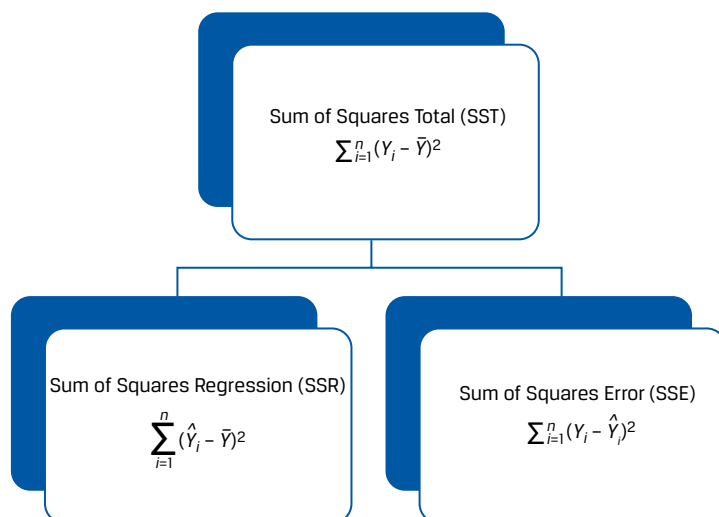 Sum of Squares Total (SST)
∑ⁿᵢ₌₁(Yᵢ – Ȳ)²
Sum of Squares Regression (SSR)
n
∑(Ŷᵢ – Ȳ)²
i=1
Sum of Squares Error (SSE)
∑ⁿᵢ₌₁(Yᵢ – Ŷᵢ)²